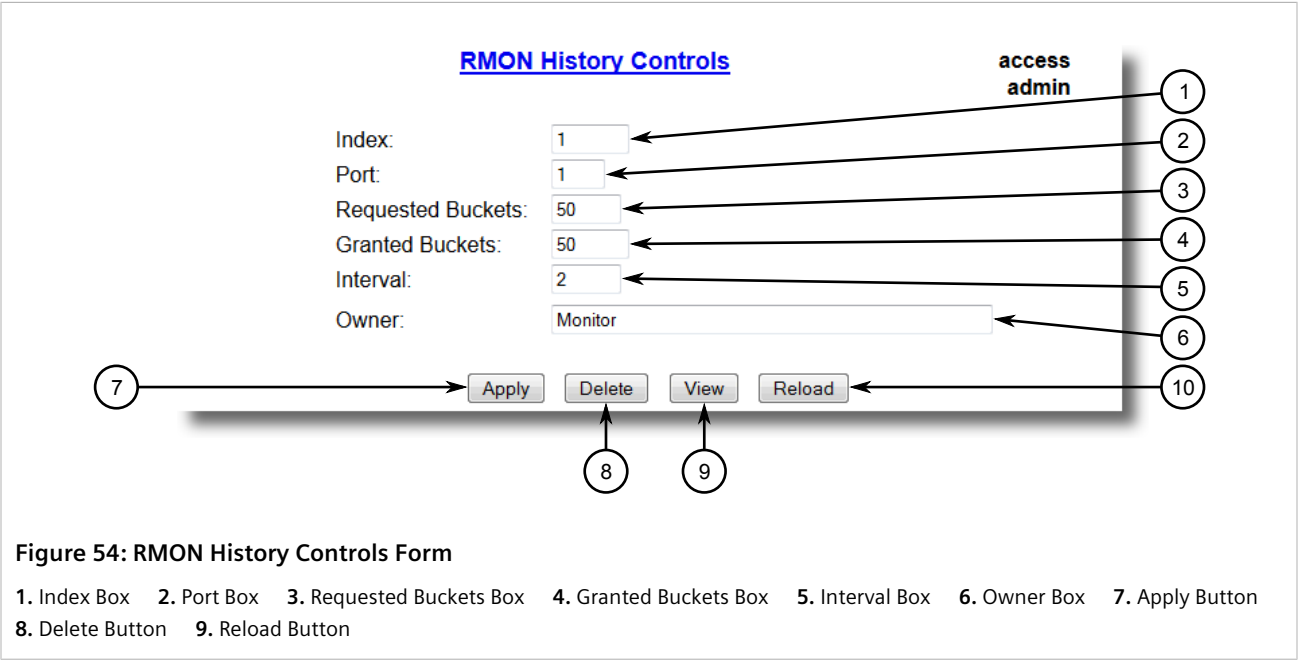 RMON History Controls
access
admin
1
Index: 1
2
Port: 1
3
Requested Buckets: 50
4
Granted Buckets: 50
5
Interval: 2
6
Owner: Monitor
7
Apply Delete View Reload
10
8 9
Figure 54: RMON History Controls Form
1. Index Box 2. Port Box 3. Requested Buckets Box 4. Granted Buckets Box 5. Interval Box 6. Owner Box 7. Apply Button
8. Delete Button 9. Reload Button